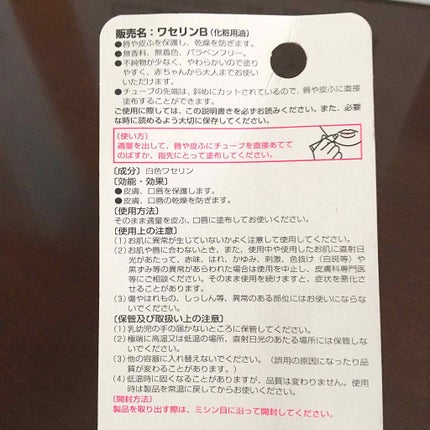 販売名：ワセリンB（化粧用油）
●唇や皮ふを保護し、乾燥を防ぎます。
●無香料、無着色、パラベンフリー。
●不純物が少なく、やわらかいので塗り
やすく、赤ちゃんから大人までお使い
いただけます。
●チューブの先端は、斜めにカットされているので、唇や皮ふに直接
塗布することができます。
ご使用に際しては、この説明書きを必ずお読みください。また、必要
な時に読めるよう大切に保存してください。
〔使い方〕
適量を出して、唇や皮ふにチューブを直接あてて
のばすか、指先にとって塗布してください。
〔成分〕白色ワセリン
〔効能・効果〕
●皮膚、口唇を保護します。
●皮膚、口唇の乾燥を防ぎます。
〔使用方法〕
そのまま適量を皮ふ、口唇に塗布してお使いください。
〔使用上の注意〕
(1)お肌に異常が生じていないかよく注意して使用してください。
(2)お肌や唇に合わないとき、また、使用中や使用したお肌に直射日
光があたって、赤味、はれ、かゆみ、刺激、色抜け（白斑等）や
黒ずみ等の異常があらわれた場合は使用を中止し、皮膚科専門医
等にご相談ください。そのまま使用を続けますと、症状を悪化さ
せることがあります。
(3)傷やはれもの、しっしん等、異常のある部位にはお使いにならな
いでください。
〔保管及び取扱い上の注意〕
(1)乳幼児の手の届かないところに保管してください。
(2)極端に高温又は低温の場所、直射日光のあたる場所には保管しな
いでください。
(3)他の容器に入れ替えないでください。（誤用の原因になったり品
質が変わることがあります。）
(4)低温時に固くなることがありますが、品質は変わりません。使用
時は製品を常温に戻してからお使いください。
〔開封方法〕
製品を取り出す際は、ミシン目に沿って開封してください。